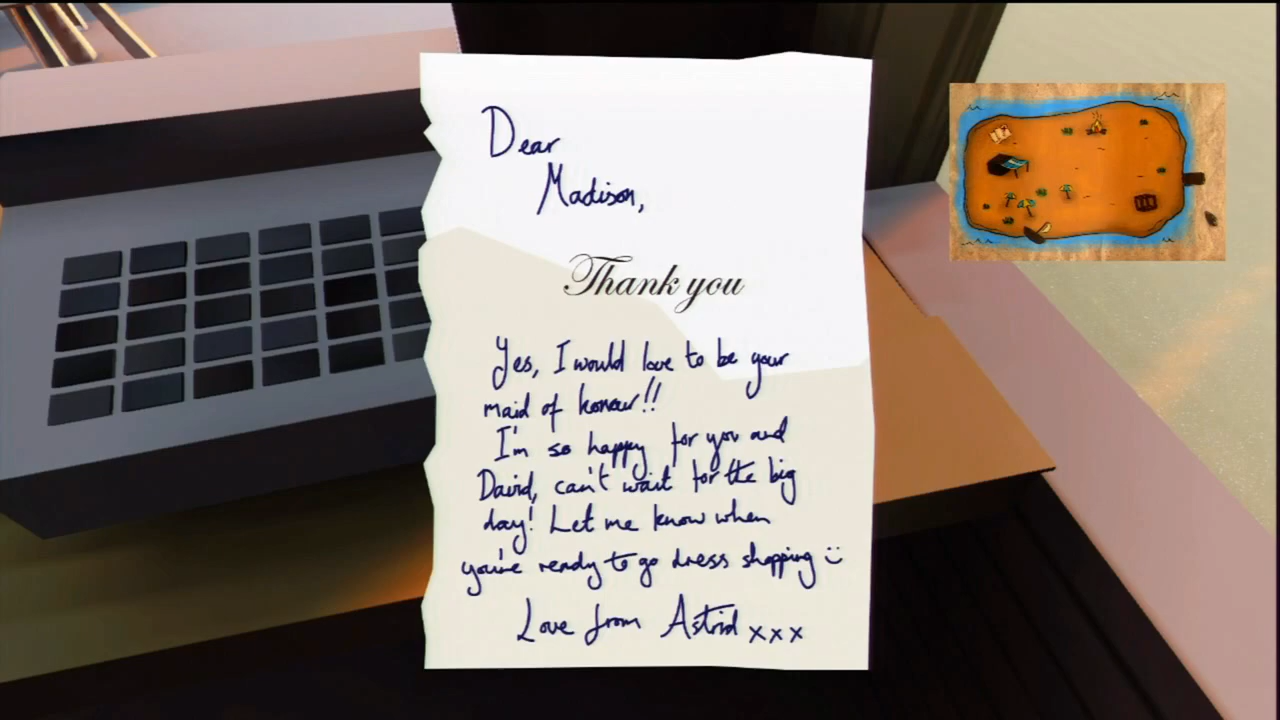 Dear
Madison,
Thank you
Yes, I would love to be your
maid of honour!!
I'm so happy for you and
David, can't wait for the big
day! Let me know when
you're ready to go dress shopping :)
Love from Astrid xxx